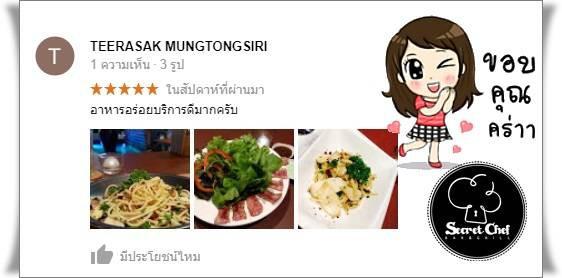 T
TEERASAK MUNGTONGSIRI
1 ความเห็น · 3 รูป
★★★★★ ในสัปดาห์ที่ผ่านมา
อาหารอร่อยบริการดีมากครับ
มีประโยชน์ไหม
ขอบ
คุณ
คร่าา
Secret Chef
BAR&GRILL